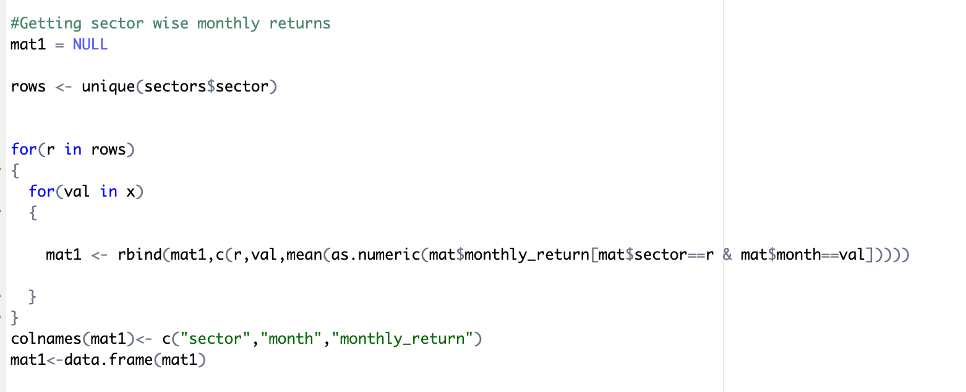 #Getting sector wise monthly returns
mat1 = NULL
rows <- unique(sectors$sector)
for(r in rows)
{
for(val in x)
{
mat1 <- rbind(mat1,c(r,val,mean(as.numeric(mat$monthly_return[mat$sector==r & mat$month==val]))))
}
}
colnames(mat1)<- c("sector","month","monthly_return")
mat1<-data.frame(mat1)